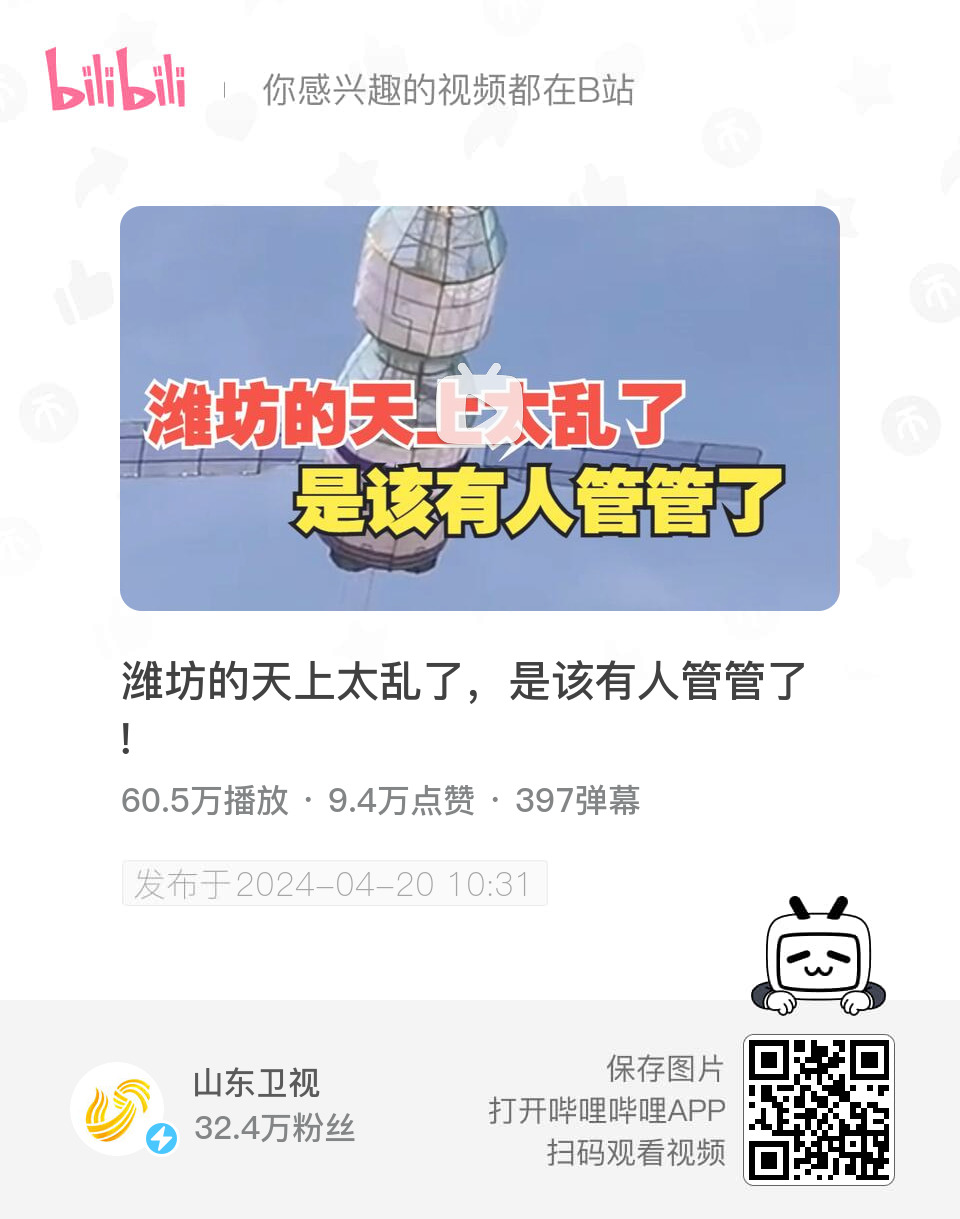 bilibili
你感兴趣的视频都在B站
潍坊的天上太乱了
是该有人管管了
潍坊的天上太乱了，是该有人管管了
！
60.5万播放 · 9.4万点赞 · 397弹幕
发布于2024-04-20 10:31
山东卫视
32.4万粉丝
保存图片
打开哔哩哔哩APP
扫码观看视频